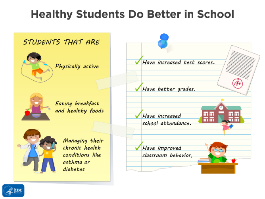 Healthy Students Do Better in School
STUDENTS THAT ARE
Physically active
Eating breakfast
and healthy foods
Managing their
chronic health
conditions like
asthma or
diabetes
Have increased test scores.
Have better grades.
Have increased
school attendance.
Have improved
classroom behavior.
A+